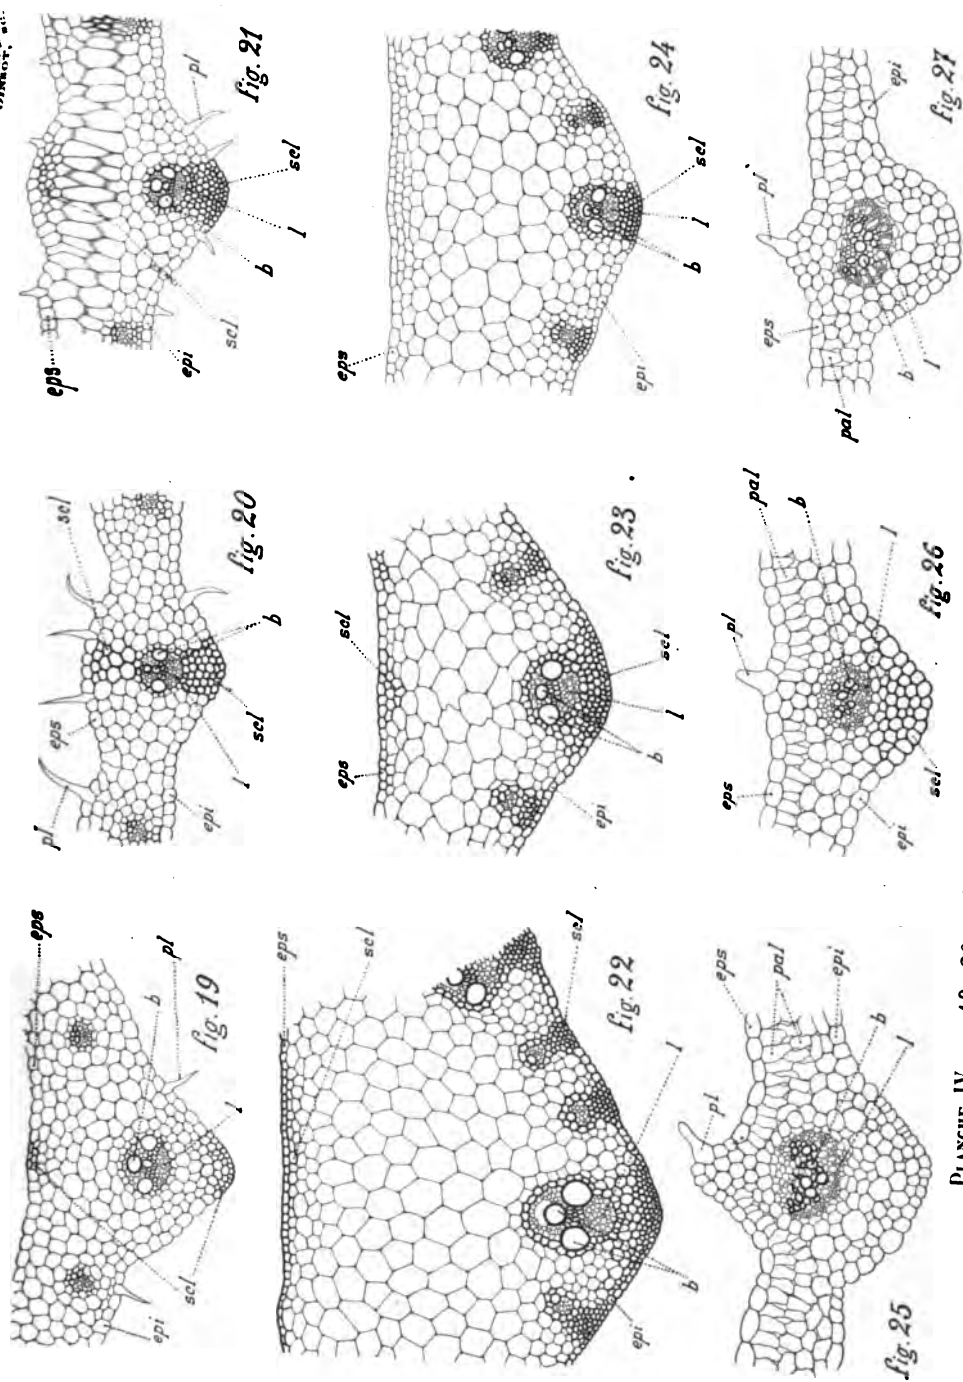 eps
scl
b
pl
epi
l
fig. 19
pl
eps
scl
l
epi
scl
b
fig. 20
eps
pl
scl
l
b
epi
scl
fig. 21
eps
scl
scl
l
b
epi
fig. 22
eps
scl
scl
l
b
epi
fig. 23
eps
scl
l
b
epi
fig. 24
pl
eps
pal
epi
b
l
fig. 25
pl
eps
pal
b
l
epi
scl
fig. 26
pl
eps
pal
epi
b
l
fig. 27
PLANCHE IV